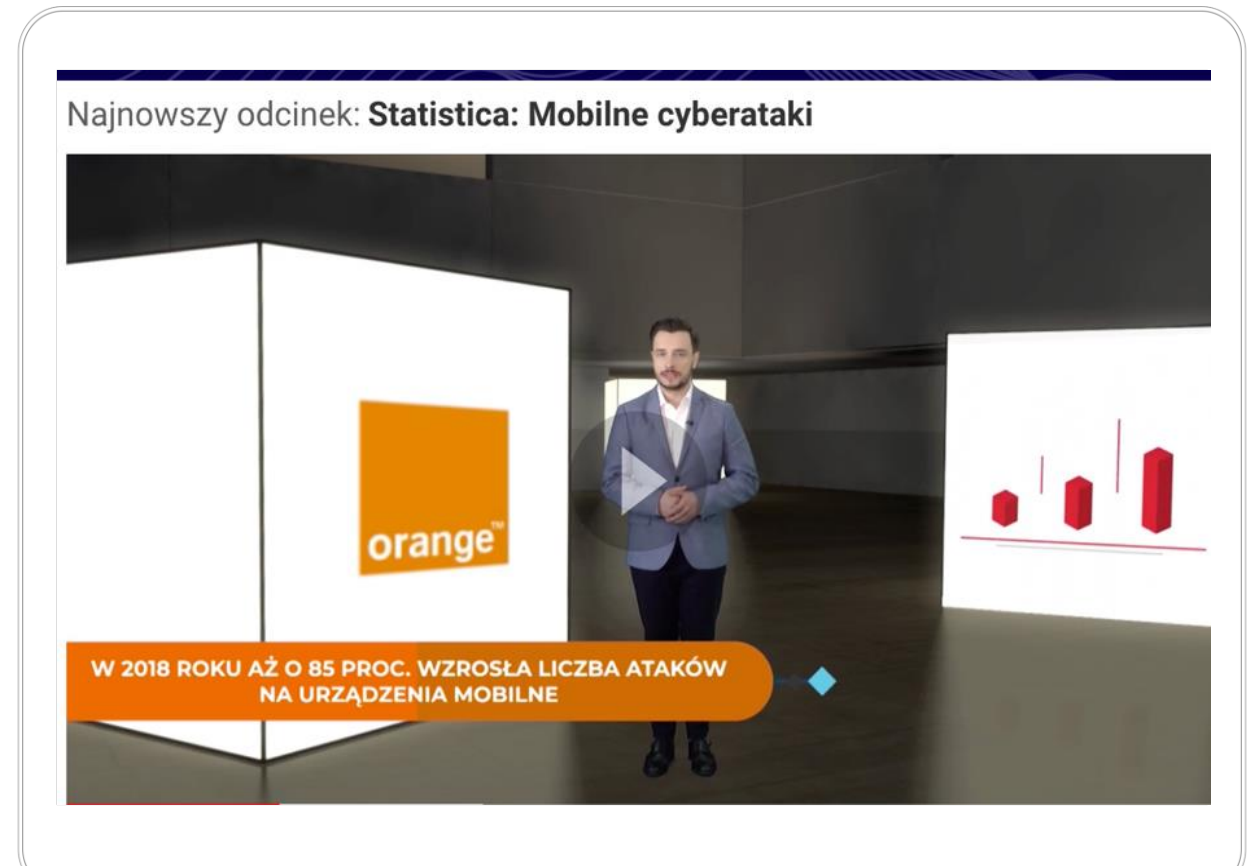 Najnowszy odcinek: Statistica: Mobilne cyberataki
orange™
W 2018 ROKU AŻ O 85 PROC. WZROSŁA LICZBA ATAKÓW
NA URZĄDZENIA MOBILNE